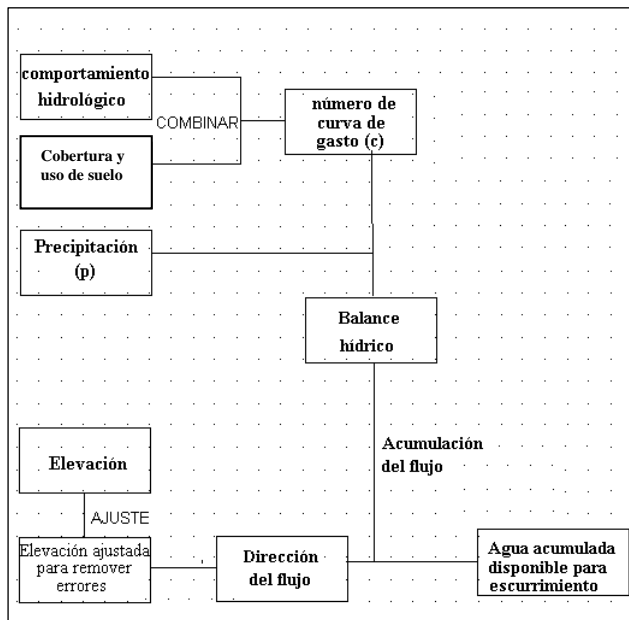 comportamiento
hidrológico
COMBINAR
número de
curva de
gasto (c)
Cobertura y
uso de suelo
Precipitación
(p)
Balance
hídrico
Acumulación
del flujo
Elevación
AJUSTE
Elevación ajustada
para remover
errores
Dirección
del flujo
Agua acumulada
disponible para
escurrimiento